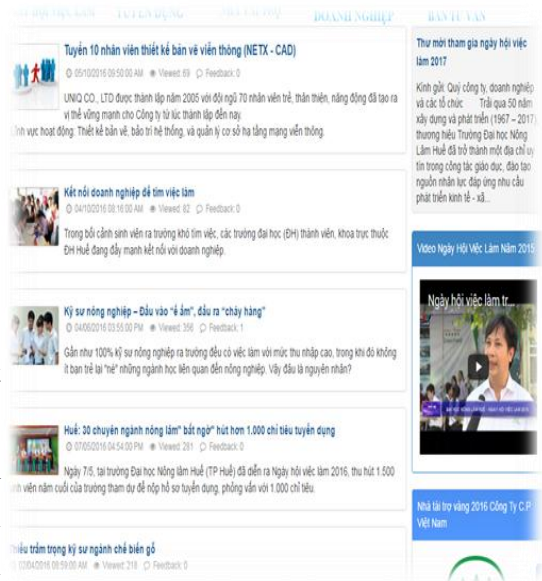 TUYỂN DỤNG
DOANH NGHIỆP
BAN TƯ VẤN
Tuyển 10 nhân viên thiết kế bản vẽ viễn thông (NETX - CAD)
05/10/2016 09:50:00 AM Viewed: 69 Feedback: 0
UNIQ CO., LTD được thành lập năm 2005 với đội ngũ 70 nhân viên trẻ, thân thiện, năng động đã tạo ra
vị thế vững mạnh cho Công ty từ lúc thành lập đến nay.
vực hoạt động: Thiết kế bản vẽ, bảo trì hệ thống, và quản lý cơ sở hạ tầng mạng viễn thông.
Kết nối doanh nghiệp để tìm việc làm
04/10/2016 08:16:00 AM Viewed: 82 Feedback: 0
Trong bối cảnh sinh viên ra trường khó tìm việc, các trường đại học (ĐH) thành viên, khoa trực thuộc
ĐH Huế đang đẩy mạnh kết nối với doanh nghiệp.
Kỹ sư nông nghiệp – Đầu vào “ế ẩm”, đầu ra “cháy hàng”
04/06/2016 03:55:00 PM Viewed: 356 Feedback: 1
Gần như 100% kỹ sư nông nghiệp ra trường đều có việc làm với mức thu nhập cao, trong khi đó không
ít bạn trẻ lại “né” những ngành học liên quan đến nông nghiệp. Vậy đâu là nguyên nhân?
Huế: 30 chuyên ngành nông lâm" bất ngờ" hút hơn 1.000 chỉ tiêu tuyển dụng
07/05/2016 04:54:00 PM Viewed: 281 Feedback: 0
Ngày 7/5, tại trường Đại học Nông lâm Huế (TP Huế) đã diễn ra Ngày hội việc làm 2016, thu hút 1.500
sinh viên năm cuối của trường tham dự để nộp hồ sơ tuyển dụng, phỏng vấn với 1.000 chỉ tiêu.
Thiếu trầm trọng kỹ sư ngành chế biến gỗ
02/04/2016 08:59:00 AM Viewed: 218 Feedback: 0
Thư mời tham gia ngày hội việc
làm 2017
Kính gửi: Quý công ty, doanh nghiệp
và các tổ chức Trải qua 50 năm
xây dựng và phát triển (1967 – 2017)
thương hiệu Trường Đại học Nông
Lâm Huế đã trở thành một địa chỉ uy
tín trong công tác giáo dục, đào tạo
nguồn nhân lực đáp ứng nhu cầu
phát triển kinh tế - xã...
Video Ngày Hội Việc Làm Năm 2015
Ngày hội việc làm tr...
Nhà tài trợ vàng 2016 Công Ty C.P
Việt Nam